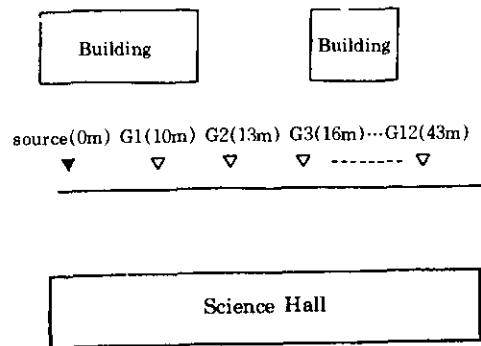 Building
Building
source(0m) G1(10m) G2(13m) G3(16m)···G12(43m)
Science Hall